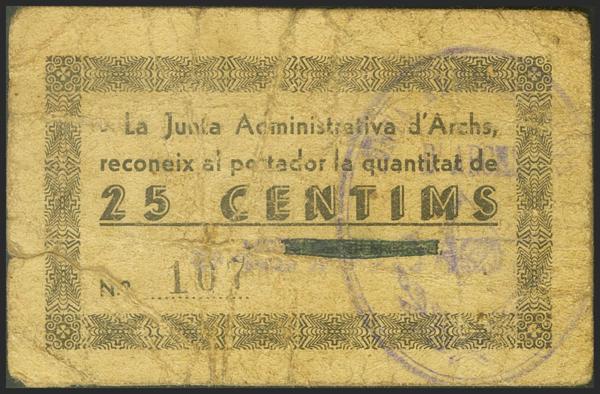 La Junta Administrativa d'Archs,
reconeix al portador la quantitat de
25 CENTIMS
Nº 107